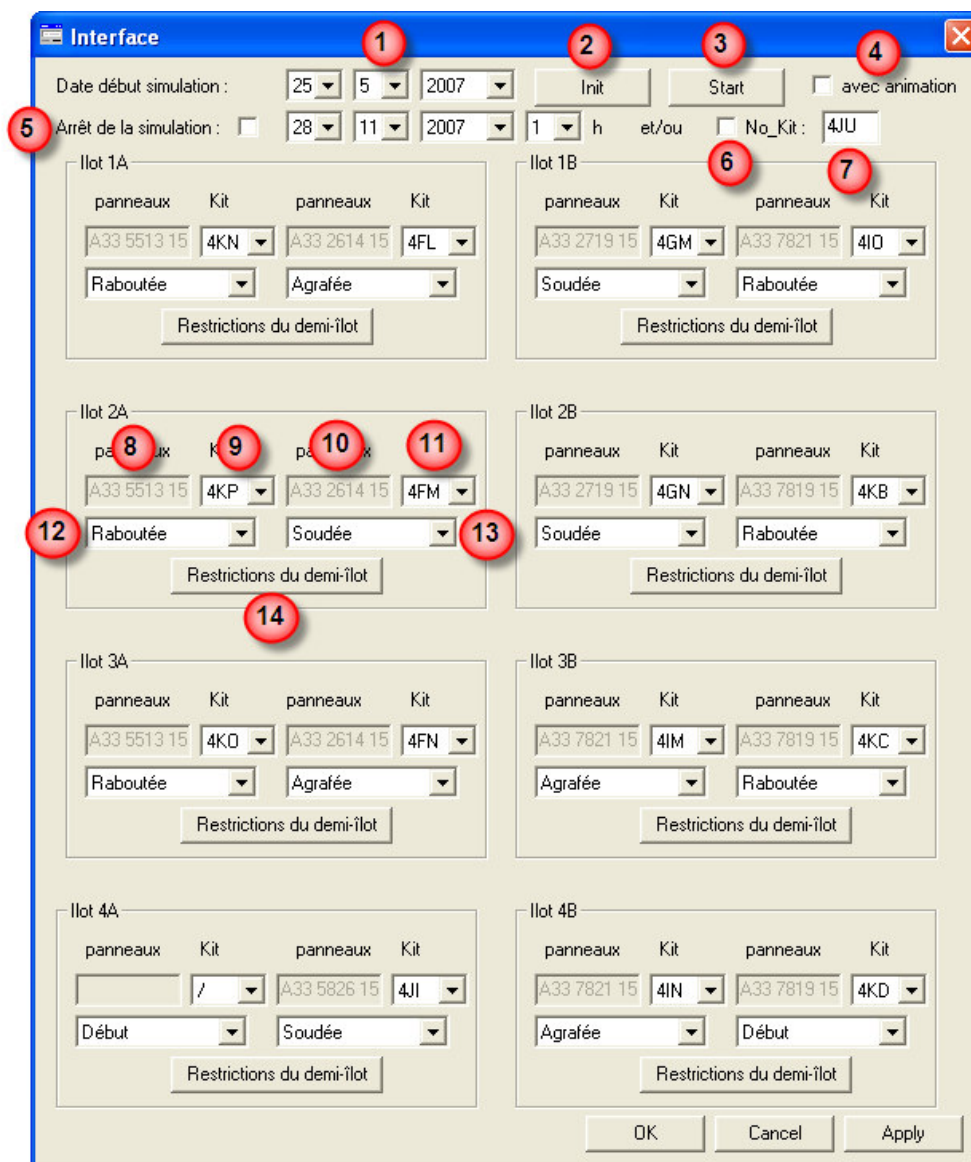 Interface
1 2 3 4
Date début simulation : 25 5 2007 Init Start avec animation
5 Arrêt de la simulation : 28 11 2007 1 h et/ou No_Kit : 4JU
6 7
Ilot 1A
panneaux Kit panneaux Kit
A33 5513 15 4KN A33 2614 15 4FL
Raboutée Agrafée
Restrictions du demi-îlot
Ilot 1B
panneaux Kit panneaux Kit
A33 2719 15 4GM A33 7821 15 4IO
Soudée Raboutée
Restrictions du demi-îlot
Ilot 2A
8 9 10 11
A33 5513 15 4KP A33 2614 15 4FM
12 Raboutée Soudée 13
Restrictions du demi-îlot
14
Ilot 2B
panneaux Kit panneaux Kit
A33 2719 15 4GN A33 7819 15 4KB
Soudée Raboutée
Restrictions du demi-îlot
Ilot 3A
panneaux Kit panneaux Kit
A33 5513 15 4KO A33 2614 15 4FN
Raboutée Agrafée
Restrictions du demi-îlot
Ilot 3B
panneaux Kit panneaux Kit
A33 7821 15 4IM A33 7819 15 4KC
Agrafée Raboutée
Restrictions du demi-îlot
Ilot 4A
panneaux Kit panneaux Kit
/ A33 5826 15 4JI
Début Soudée
Restrictions du demi-îlot
Ilot 4B
panneaux Kit panneaux Kit
A33 7821 15 4IN A33 7819 15 4KD
Agrafée Début
Restrictions du demi-îlot
OK Cancel Apply